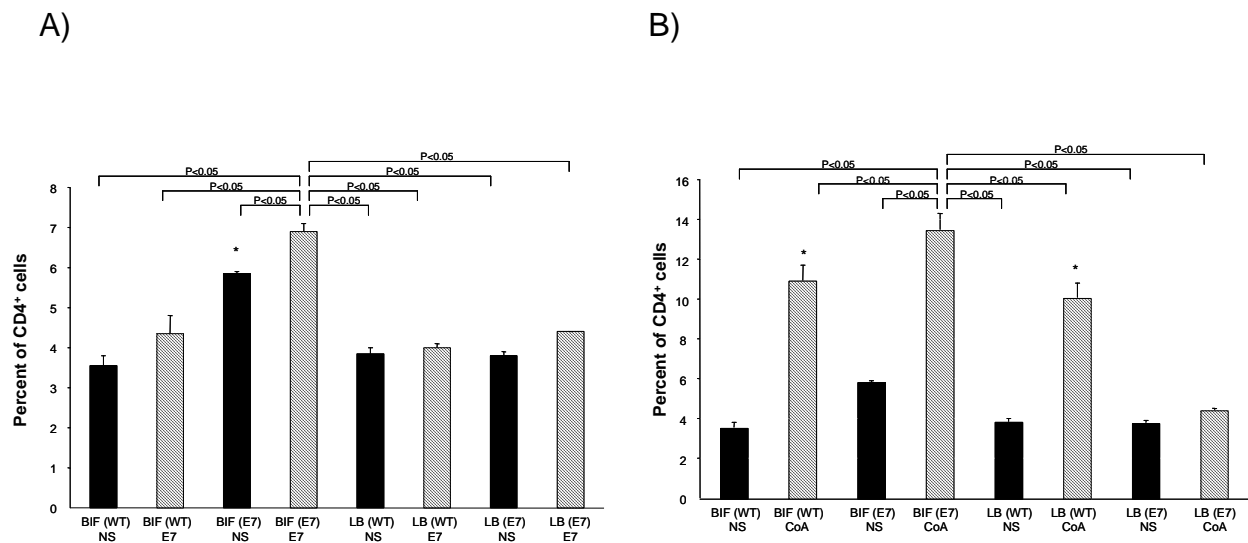 A)
P<0.05
P<0.05 P<0.05
P<0.05 P<0.05
P<0.05 P<0.05
*
Percent of CD4⁺ cells
8
7
6
5
4
3
2
1
0
BIF (WT) NS
BIF (WT) E7
BIF (E7) NS
BIF (E7) E7
LB (WT) NS
LB (WT) E7
LB (E7) NS
LB (E7) E7
B)
P<0.05
P<0.05 P<0.05
P<0.05 P<0.05
P<0.05 P<0.05
*
*
Percent of CD4⁺ cells
16
14
12
10
8
6
4
2
0
BIF (WT) NS
BIF (WT) CoA
BIF (E7) NS
BIF (E7) CoA
LB (WT) NS
LB (WT) CoA
LB (E7) NS
LB (E7) CoA